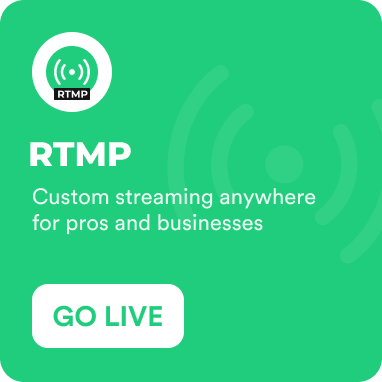 RTMP
RTMP
Custom streaming anywhere
for pros and businesses
GO LIVE